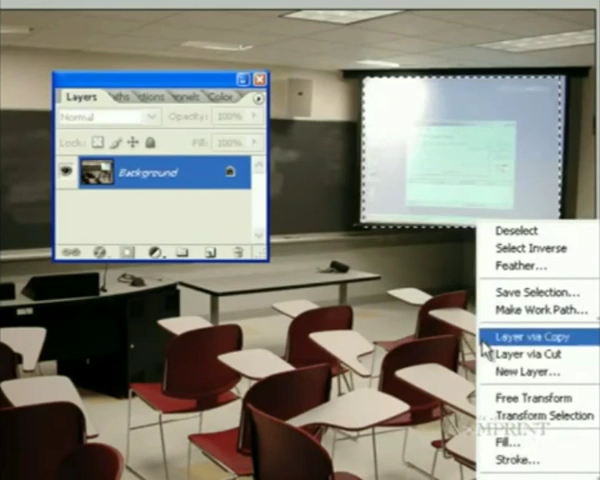 Layers
Color
Normal
Opacity: 100%
Lock:
Fill: 100%
Background
Deselect
Select Inverse
Feather...
Save Selection...
Make Work Path...
Layer via Copy
Layer via Cut
New Layer...
Free Transform
Transform Selection
Fill...
Stroke...